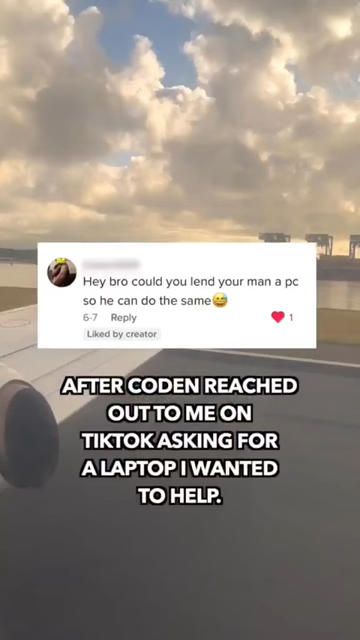 Hey bro could you lend your man a pc
so he can do the same😅
6-7 Reply
1
Liked by creator
AFTER CODEN REACHED
OUT TO ME ON
TIKTOK ASKING FOR
A LAPTOP I WANTED
TO HELP.